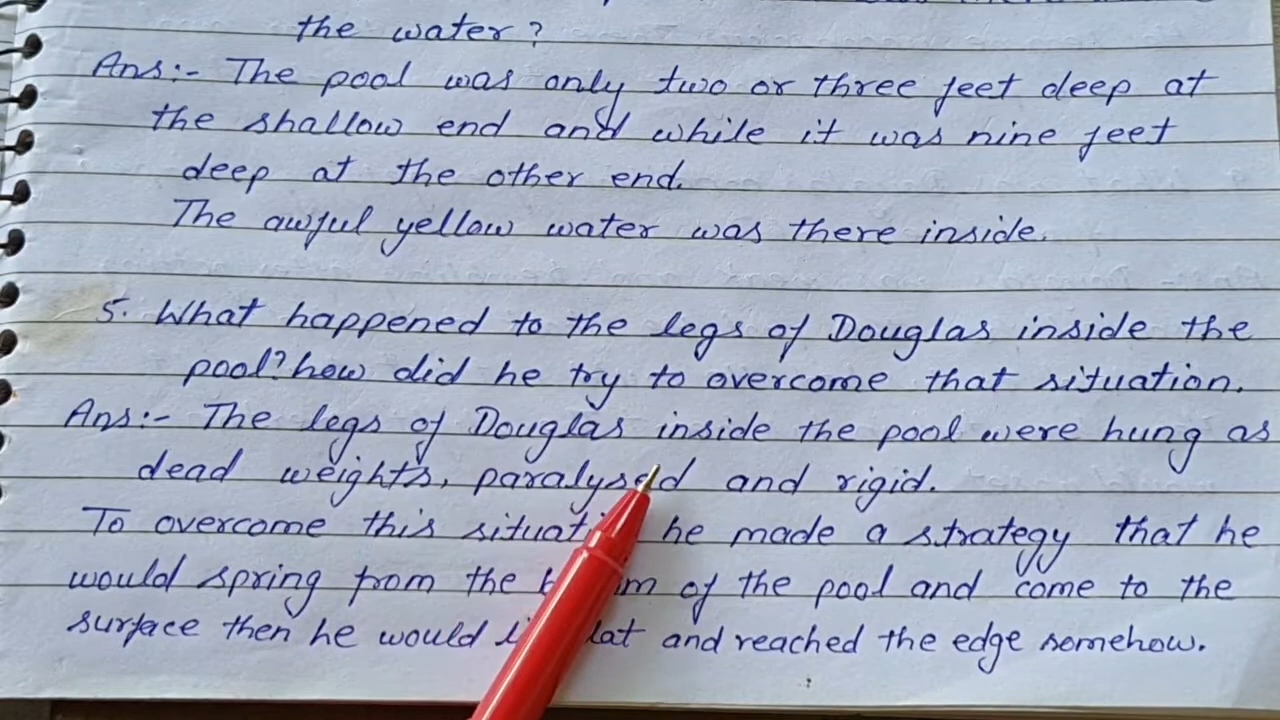 the water?
Ans:- The pool was only two or three feet deep at
the shallow end and while it was nine feet
deep at the other end.
The awful yellow water was there inside.
5. What happened to the legs of Douglas inside the
pool? how did he try to overcome that situation.
Ans:- The legs of Douglas inside the pool were hung as
dead weights, paralysed and rigid.
To overcome this he made a strategy that he
would spring from the of the pool and come to the
surface then he would and reached the edge somehow.